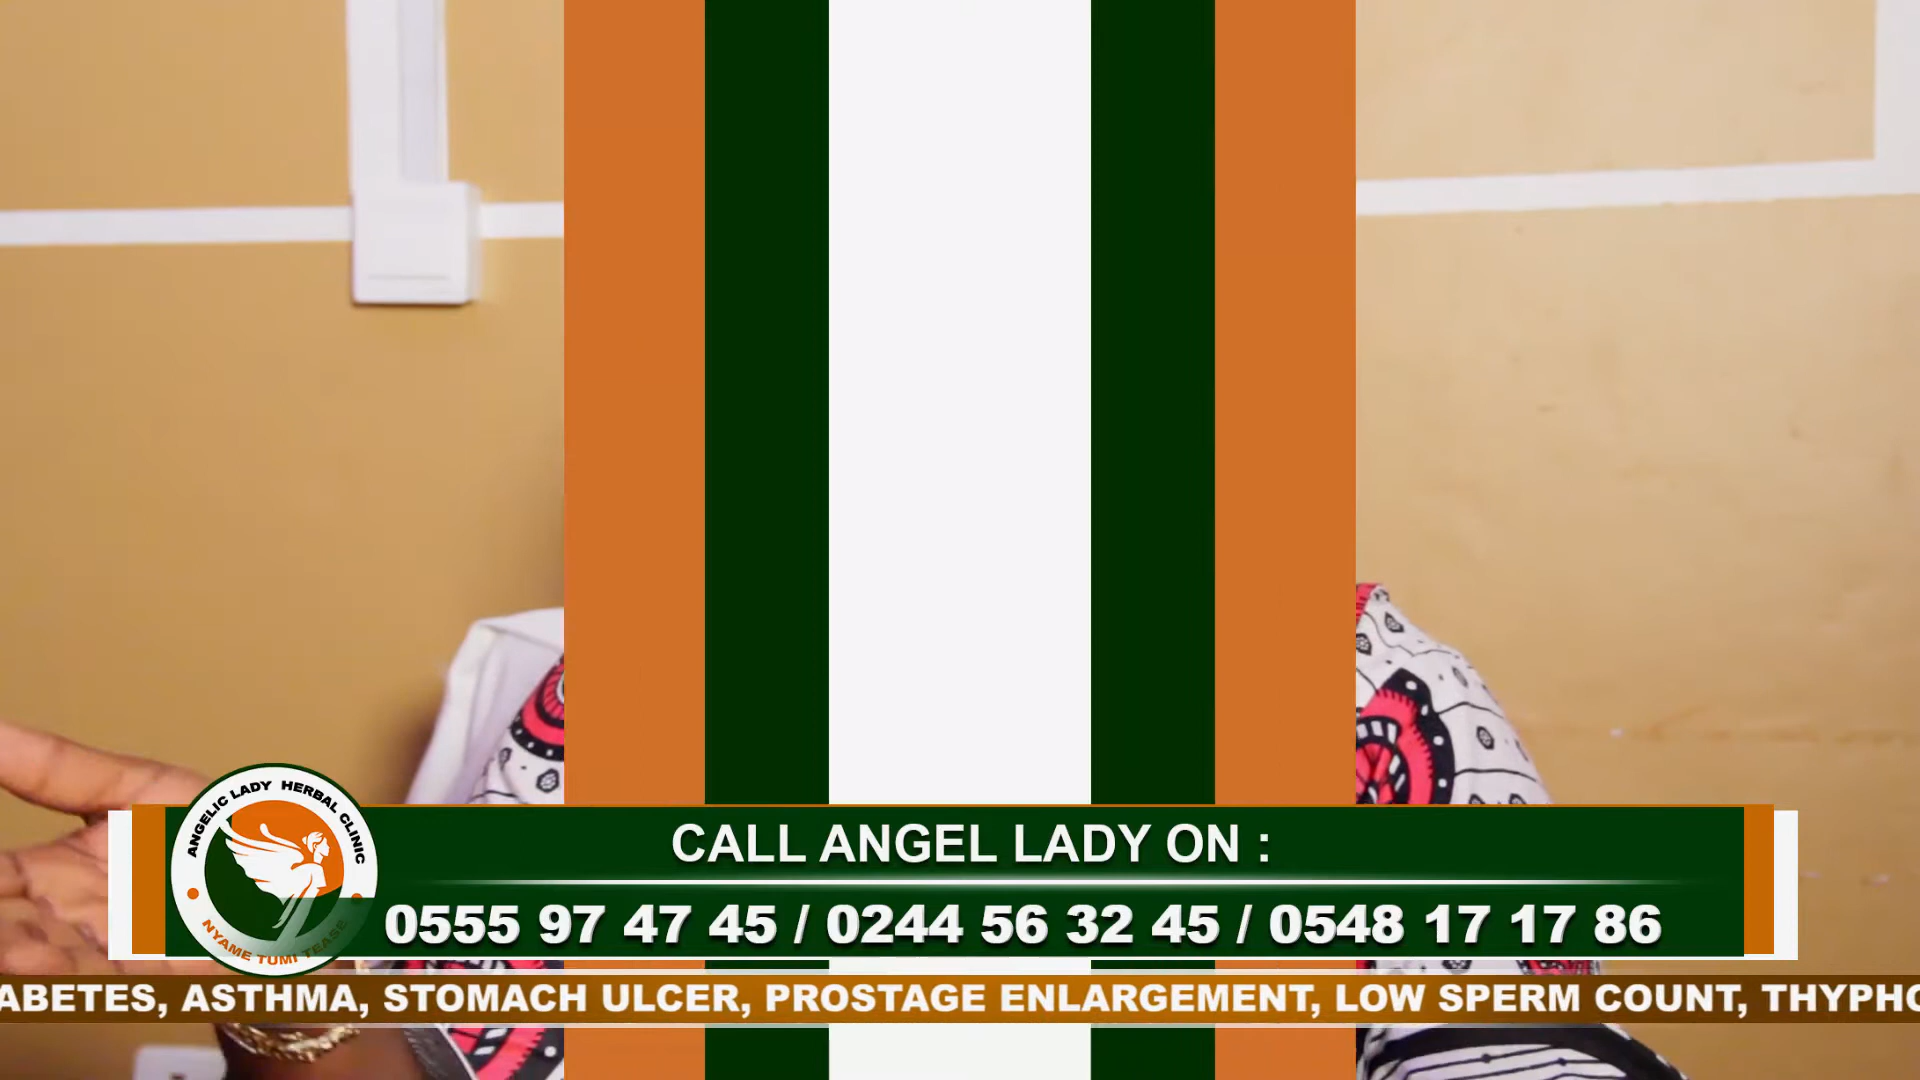 ANGELIC LADY HERBAL CLINIC
NYAME TUMI TEASE
CALL ANGEL LADY ON :
0555 97 47 45 / 0244 56 32 45 / 0548 17 17 86
ABETES, ASTHMA, STOMACH ULCER, PROSTAGE ENLARGEMENT, LOW SPERM COUNT, THYPHO